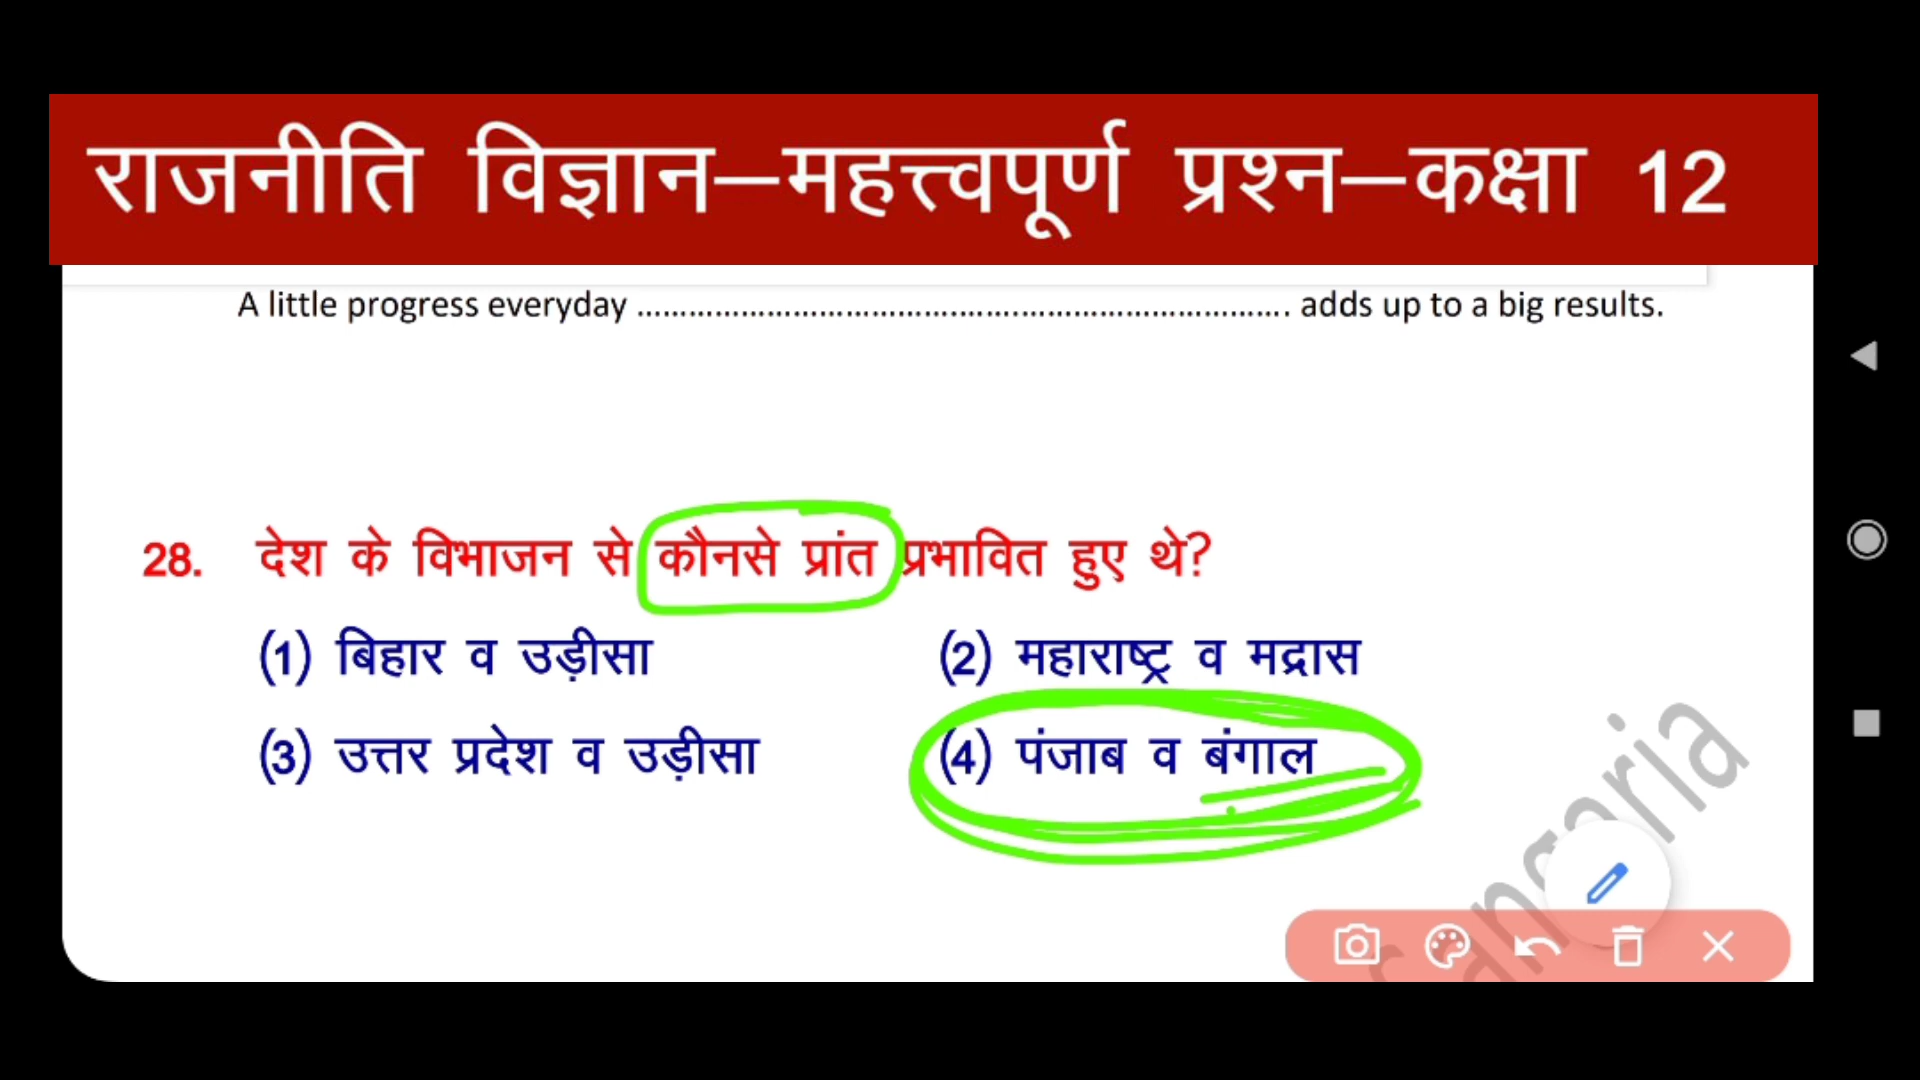 राजनीति विज्ञान–महत्त्वपूर्ण प्रश्न–कक्षा 12
A little progress everyday ……………………………….…….………………………………. adds up to a big results.
28. देश के विभाजन से कौनसे प्रांत प्रभावित हुए थे?
(1) बिहार व उड़ीसा (2) महाराष्ट्र व मद्रास
(3) उत्तर प्रदेश व उड़ीसा (4) पंजाब व बंगाल